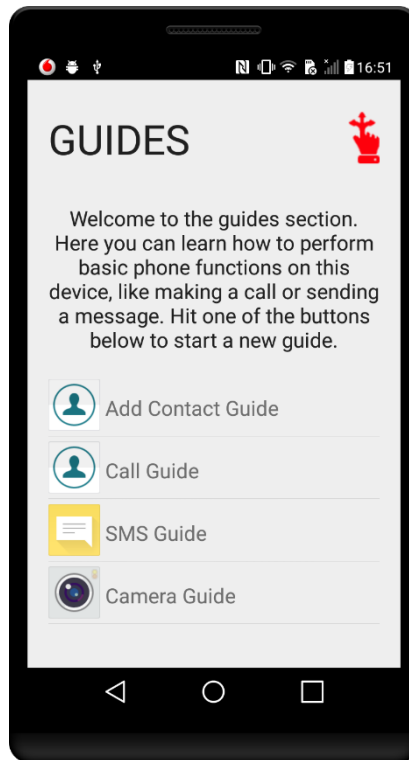 16:51
GUIDES
Welcome to the guides section.
Here you can learn how to perform
basic phone functions on this
device, like making a call or sending
a message. Hit one of the buttons
below to start a new guide.
Add Contact Guide
Call Guide
SMS Guide
Camera Guide